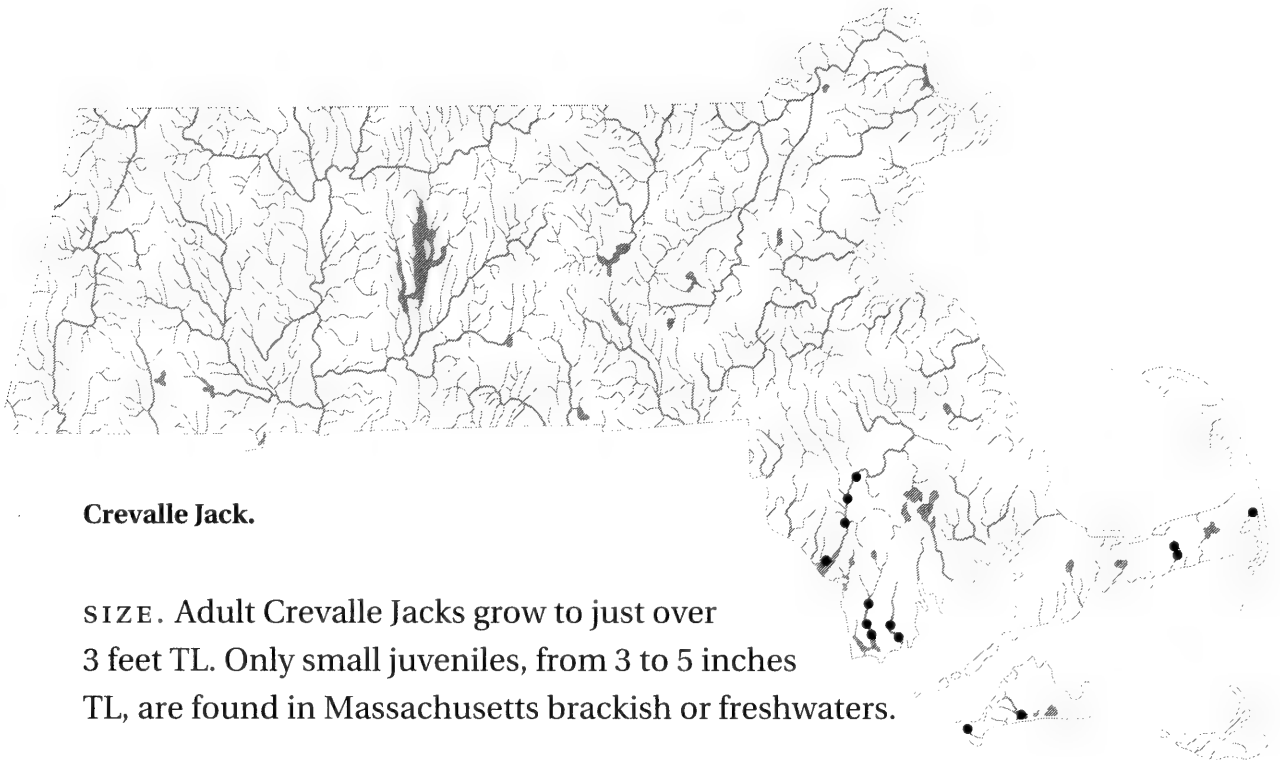 Crevalle Jack.
SIZE. Adult Crevalle Jacks grow to just over
3 feet TL. Only small juveniles, from 3 to 5 inches
TL, are found in Massachusetts brackish or freshwaters.